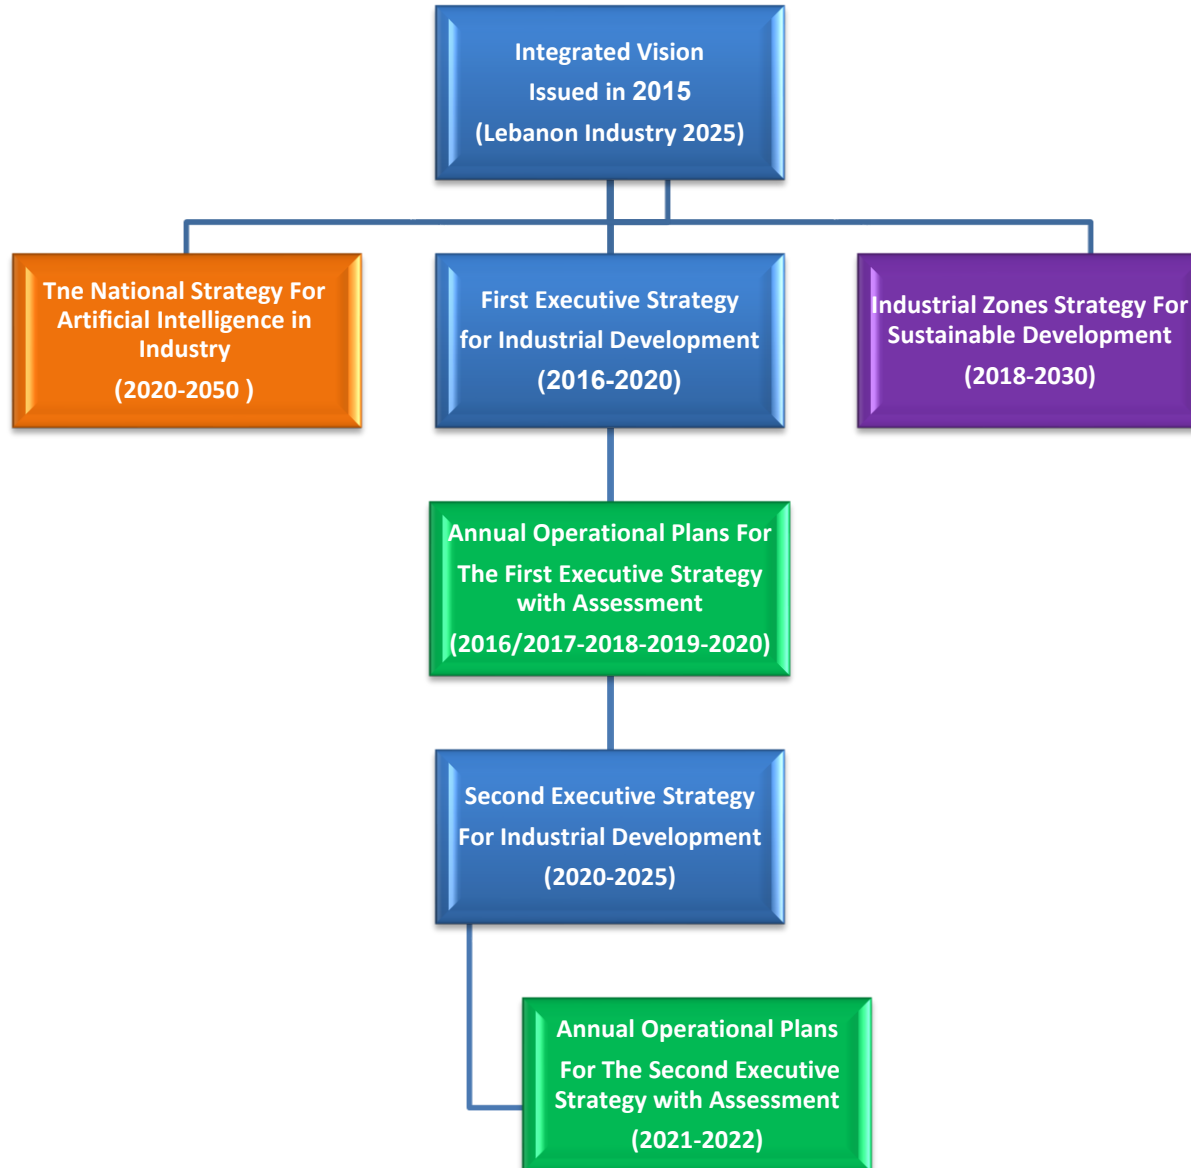 Integrated Vision
Issued in 2015
(Lebanon Industry 2025)
Tne National Strategy For
Artificial Intelligence in
Industry
(2020-2050 )
First Executive Strategy
for Industrial Development
(2016-2020)
Industrial Zones Strategy For
Sustainable Development
(2018-2030)
Annual Operational Plans For
The First Executive Strategy
with Assessment
(2016/2017-2018-2019-2020)
Second Executive Strategy
For Industrial Development
(2020-2025)
Annual Operational Plans
For The Second Executive
Strategy with Assessment
(2021-2022)